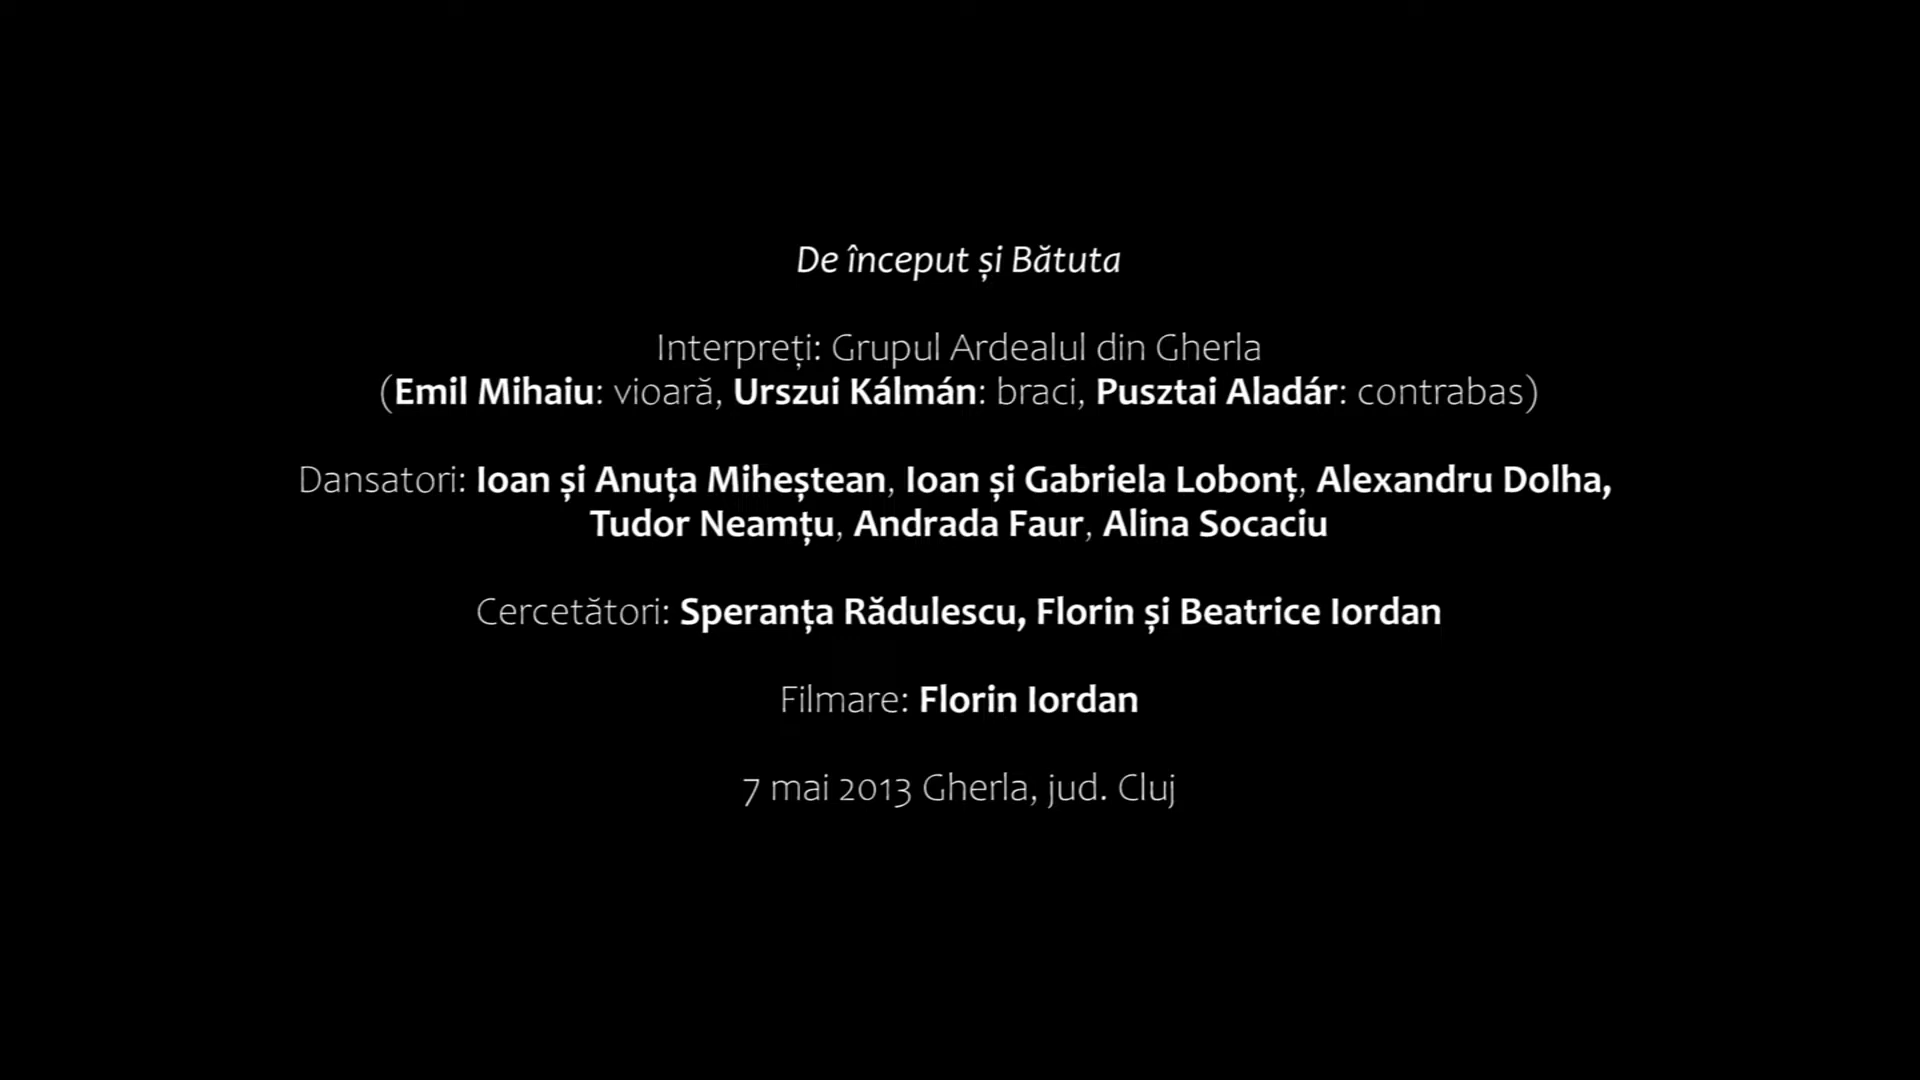 De început și Bătuta
Interpreți: Grupul Ardealul din Gherla
(Emil Mihaiu: vioară, Urszui Kálmán: braci, Pusztai Aladár: contrabas)
Dansatori: Ioan și Anuța Miheștean, Ioan și Gabriela Lobonț, Alexandru Dolha,
Tudor Neamțu, Andrada Faur, Alina Socaciu
Cercetători: Speranța Rădulescu, Florin și Beatrice Iordan
Filmare: Florin Iordan
7 mai 2013 Gherla, jud. Cluj